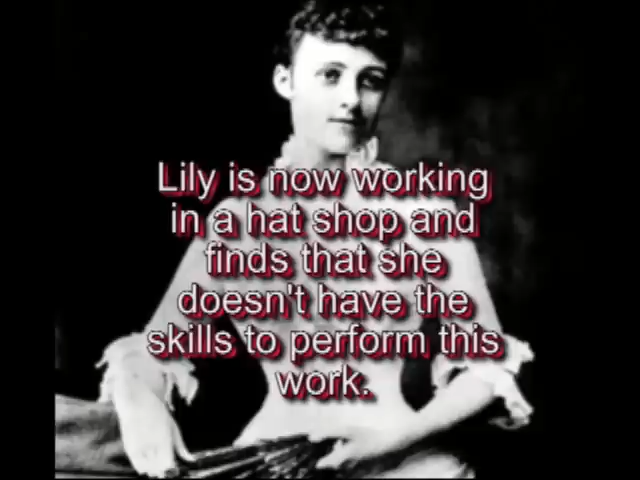 Lily is now working
in a hat shop and
finds that she
doesn't have the
skills to perform this
work.